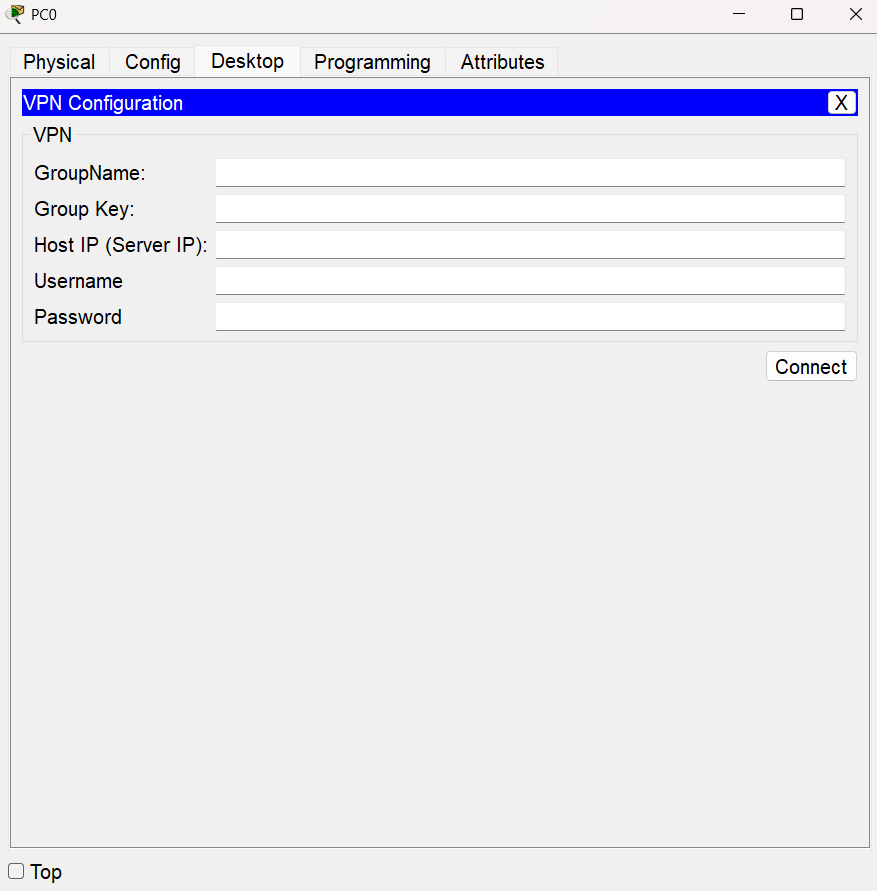 PC0
Physical Config Desktop Programming Attributes
VPN Configuration X
VPN
GroupName:
Group Key:
Host IP (Server IP):
Username
Password
Connect
Top